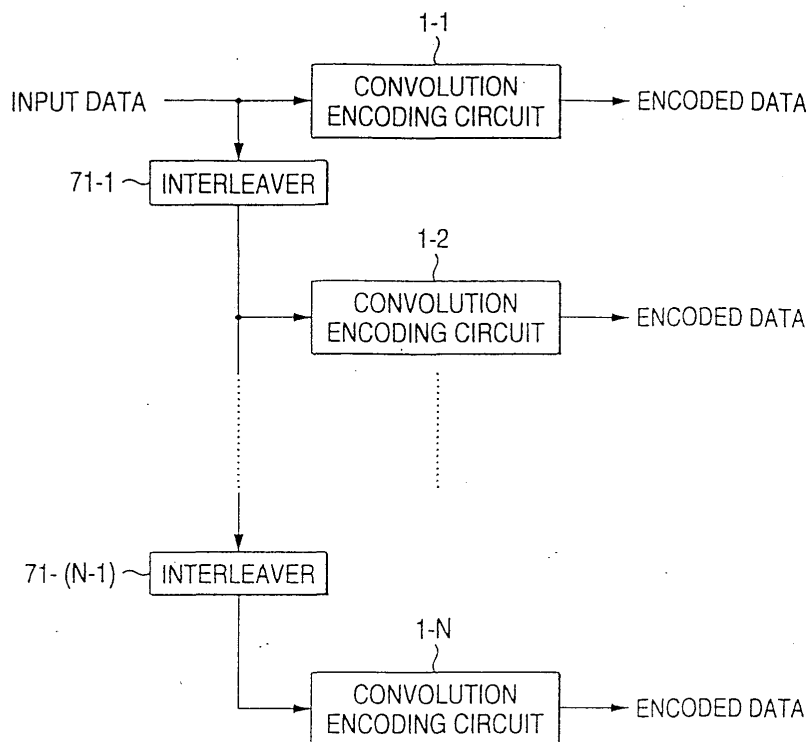 1-1
INPUT DATA
CONVOLUTION
ENCODING CIRCUIT
ENCODED DATA
71-1
INTERLEAVER
1-2
CONVOLUTION
ENCODING CIRCUIT
ENCODED DATA
71- (N-1)
INTERLEAVER
1-N
CONVOLUTION
ENCODING CIRCUIT
ENCODED DATA